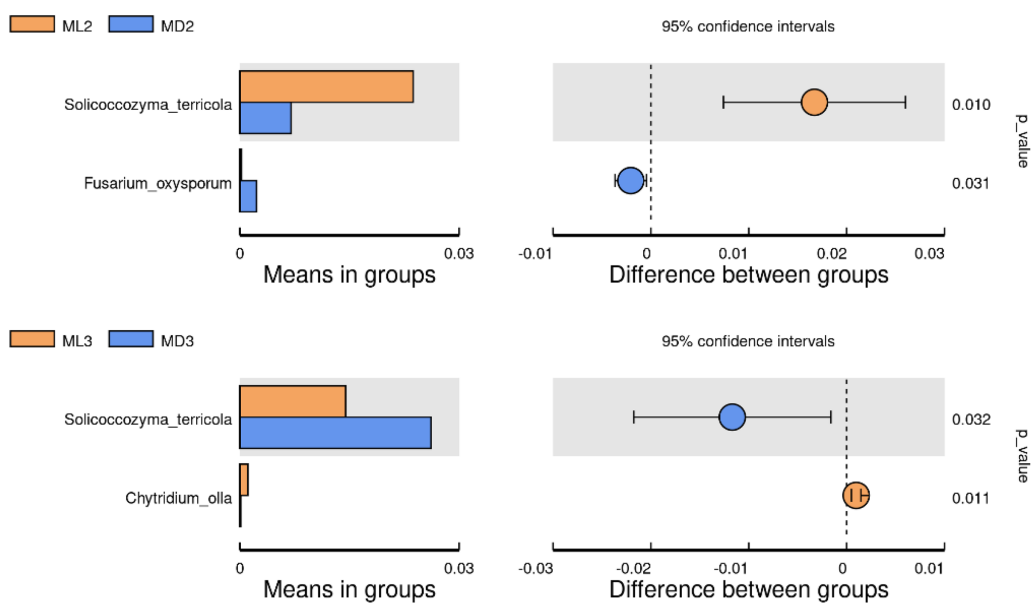 ML2 MD2 95% confidence intervals
Solicoccozyma_terricola 0.010
Fusarium_oxysporum 0.031
p_value
0 0.03 -0.01 0 0.01 0.02 0.03
Means in groups Difference between groups
ML3 MD3 95% confidence intervals
Solicoccozyma_terricola 0.032
Chytridium_olla 0.011
p_value
0 0.03 -0.03 -0.02 -0.01 0 0.01
Means in groups Difference between groups